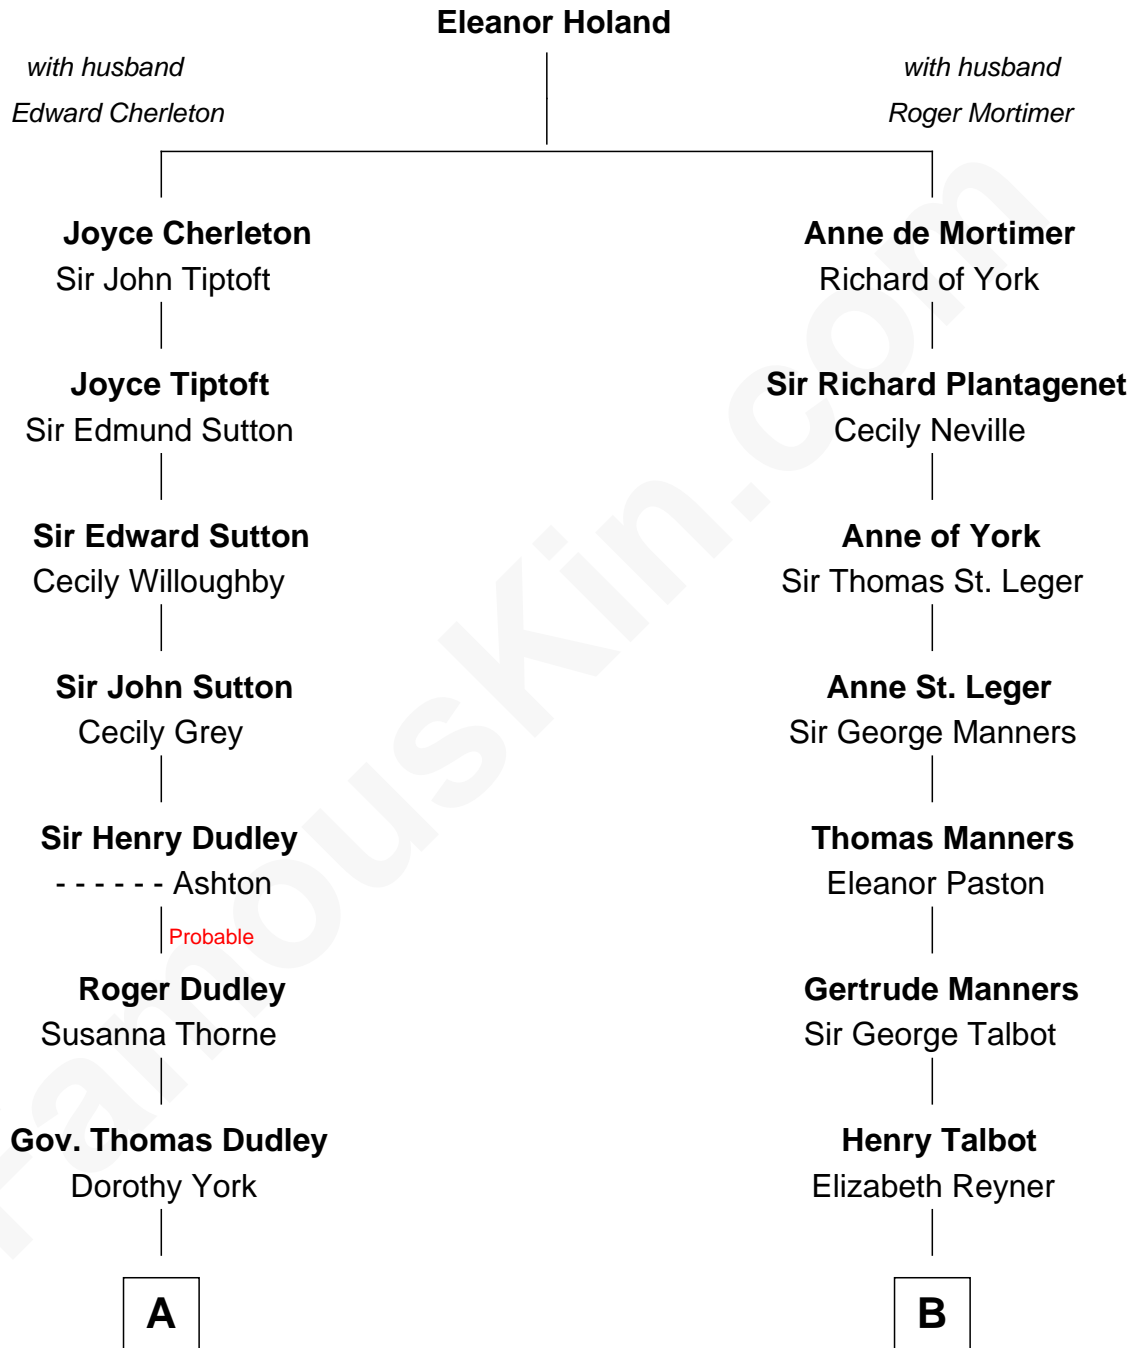 Eleanor Holand
with husband
Edward Cherleton
with husband
Roger Mortimer
Joyce Cherleton
Sir John Tiptoft
Anne de Mortimer
Richard of York
Joyce Tiptoft
Sir Edmund Sutton
Sir Richard Plantagenet
Cecily Neville
Sir Edward Sutton
Cecily Willoughby
Anne of York
Sir Thomas St. Leger
Sir John Sutton
Cecily Grey
Anne St. Leger
Sir George Manners
Sir Henry Dudley
- - - - - - Ashton
Thomas Manners
Eleanor Paston
Probable
Roger Dudley
Susanna Thorne
Gertrude Manners
Sir George Talbot
Gov. Thomas Dudley
Dorothy York
Henry Talbot
Elizabeth Reyner
A
B
FamousKin.com